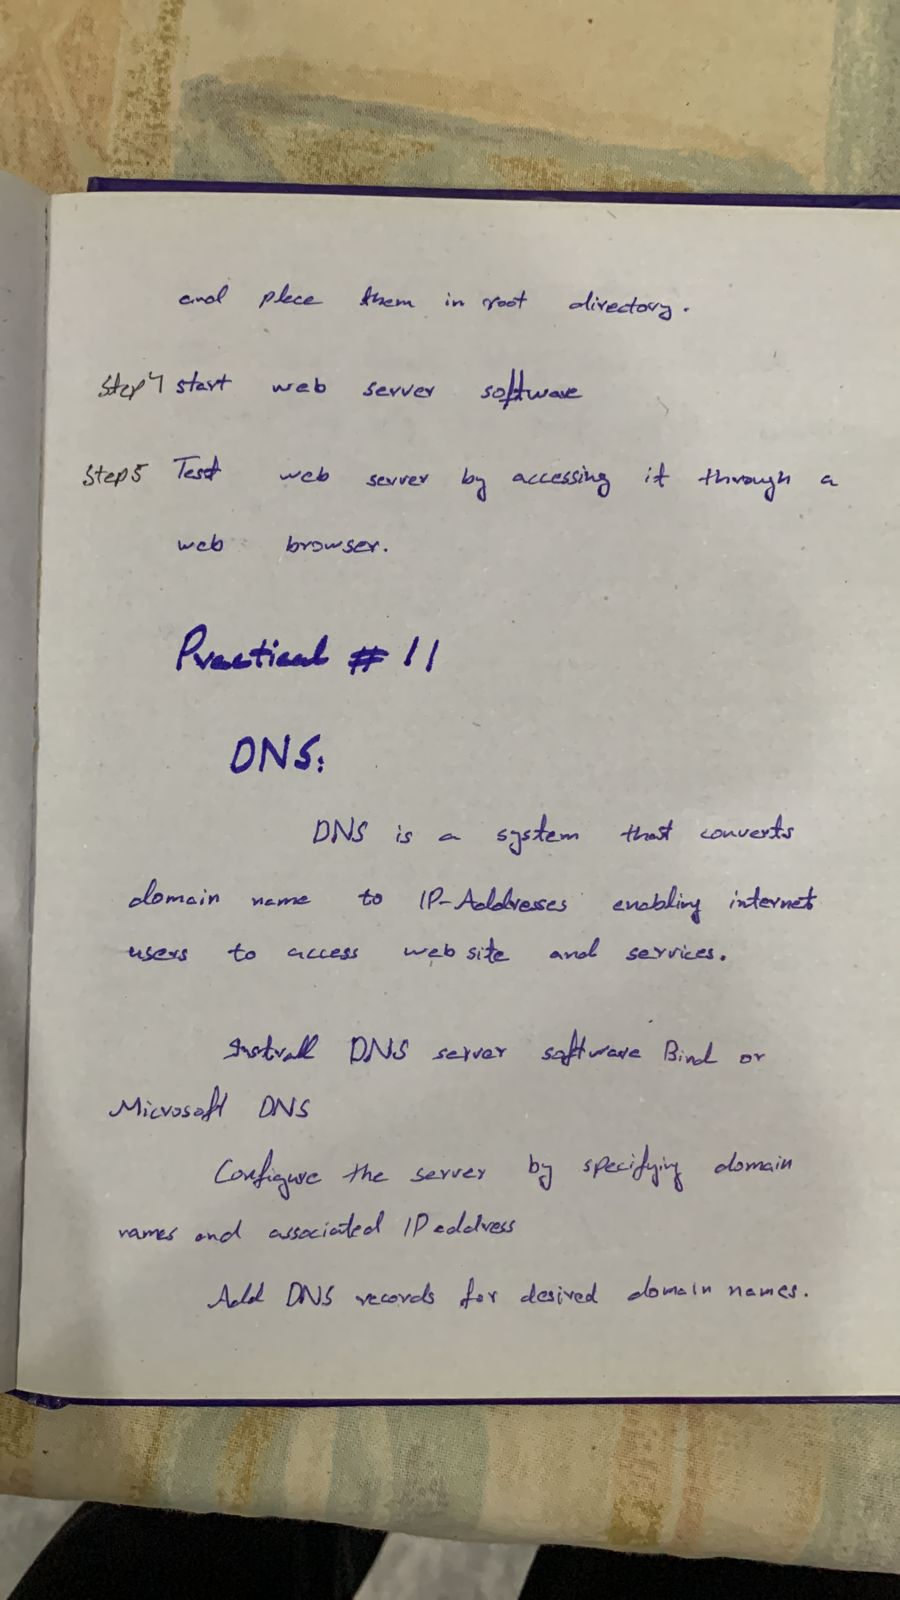 and place them in root directory.
Step 4 start web server software
Step 5 Test web server by accessing it through a
web browser.
Practical # 11
DNS:
DNS is a system that converts
domain name to IP-Addresses enabling internet
users to access web site and services.
Install DNS server software Bind or
Microsoft DNS
Configure the server by specifying domain
names and associated IP address
Add DNS records for desired domain names.